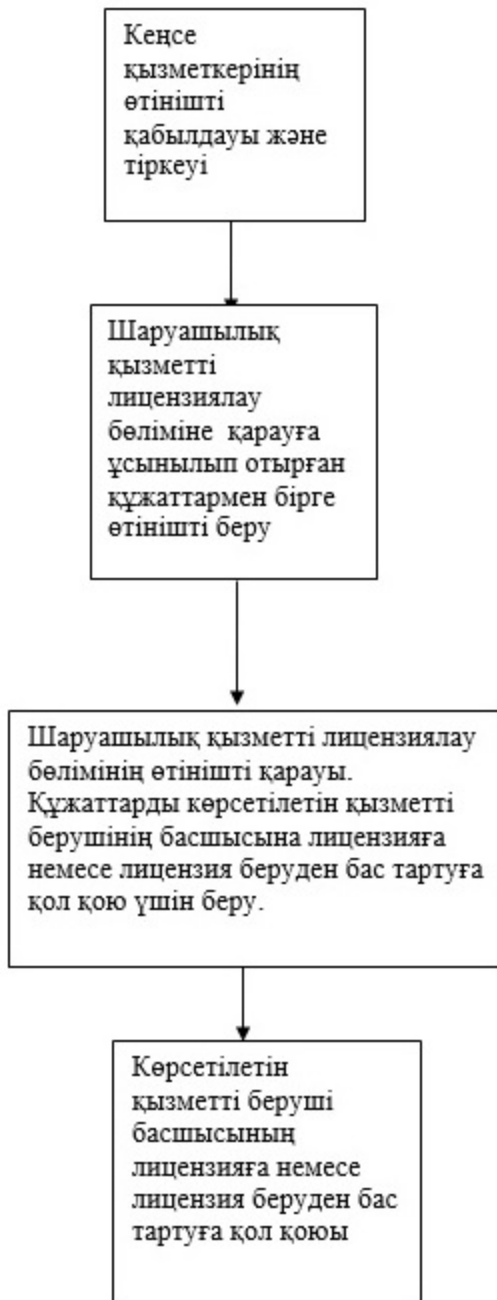 Кеңсе
қызметкерінің
өтінішті
қабылдауы және
тіркеуі
Шаруашылық
қызметті
лицензиялау
бөліміне қарауға
ұсынылып отырған
құжаттармен бірге
өтінішті беру
Шаруашылық қызметті лицензиялау
бөлімінің өтінішті қарауы.
Құжаттарды көрсетілетін қызметті
берушінің басшысына лицензияға
немесе лицензия беруден бас тартуға
қол қою үшін беру.
Көрсетілетін
қызметті беруші
басшысының
лицензияға немесе
лицензия беруден бас
тартуға қол қоюы